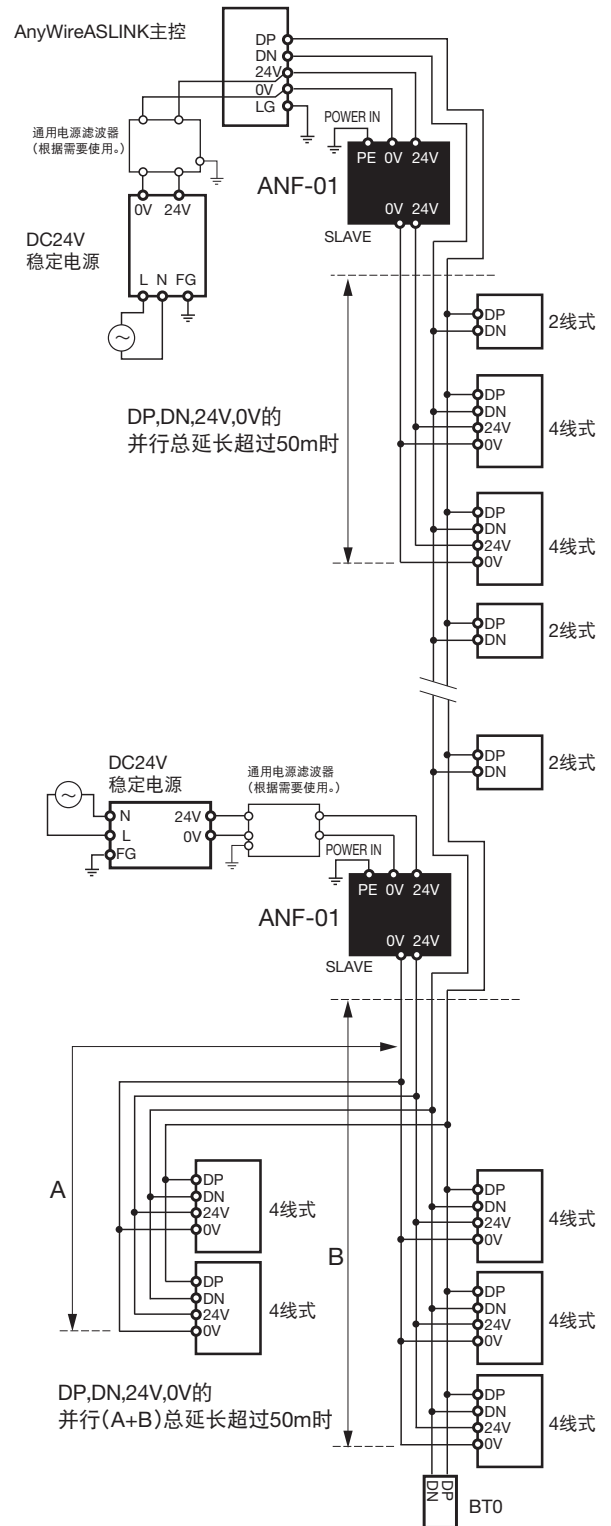 AnyWireASLINK主控
DP
DN
24V
0V
LG
通用电源滤波器
（根据需要使用。）
POWER IN
PE 0V 24V
ANF-01
0V 24V
SLAVE
0V 24V
DC24V
稳定电源
L N FG
DP
DN
2线式
DP
DN
24V
0V
4线式
DP,DN,24V,0V的
并行总延长超过50m时
DP
DN
24V
0V
4线式
DP
DN
2线式
DP
DN
2线式
DC24V
稳定电源
通用电源滤波器
（根据需要使用。）
N
L
FG
24V
0V
POWER IN
PE 0V 24V
ANF-01
0V 24V
SLAVE
A
B
DP
DN
24V
0V
4线式
DP
DN
24V
0V
4线式
DP
DN
24V
0V
4线式
DP
DN
24V
0V
4线式
DP
DN
24V
0V
4线式
DP,DN,24V,0V的
并行（A+B）总延长超过50m时
DP
DN
BT0